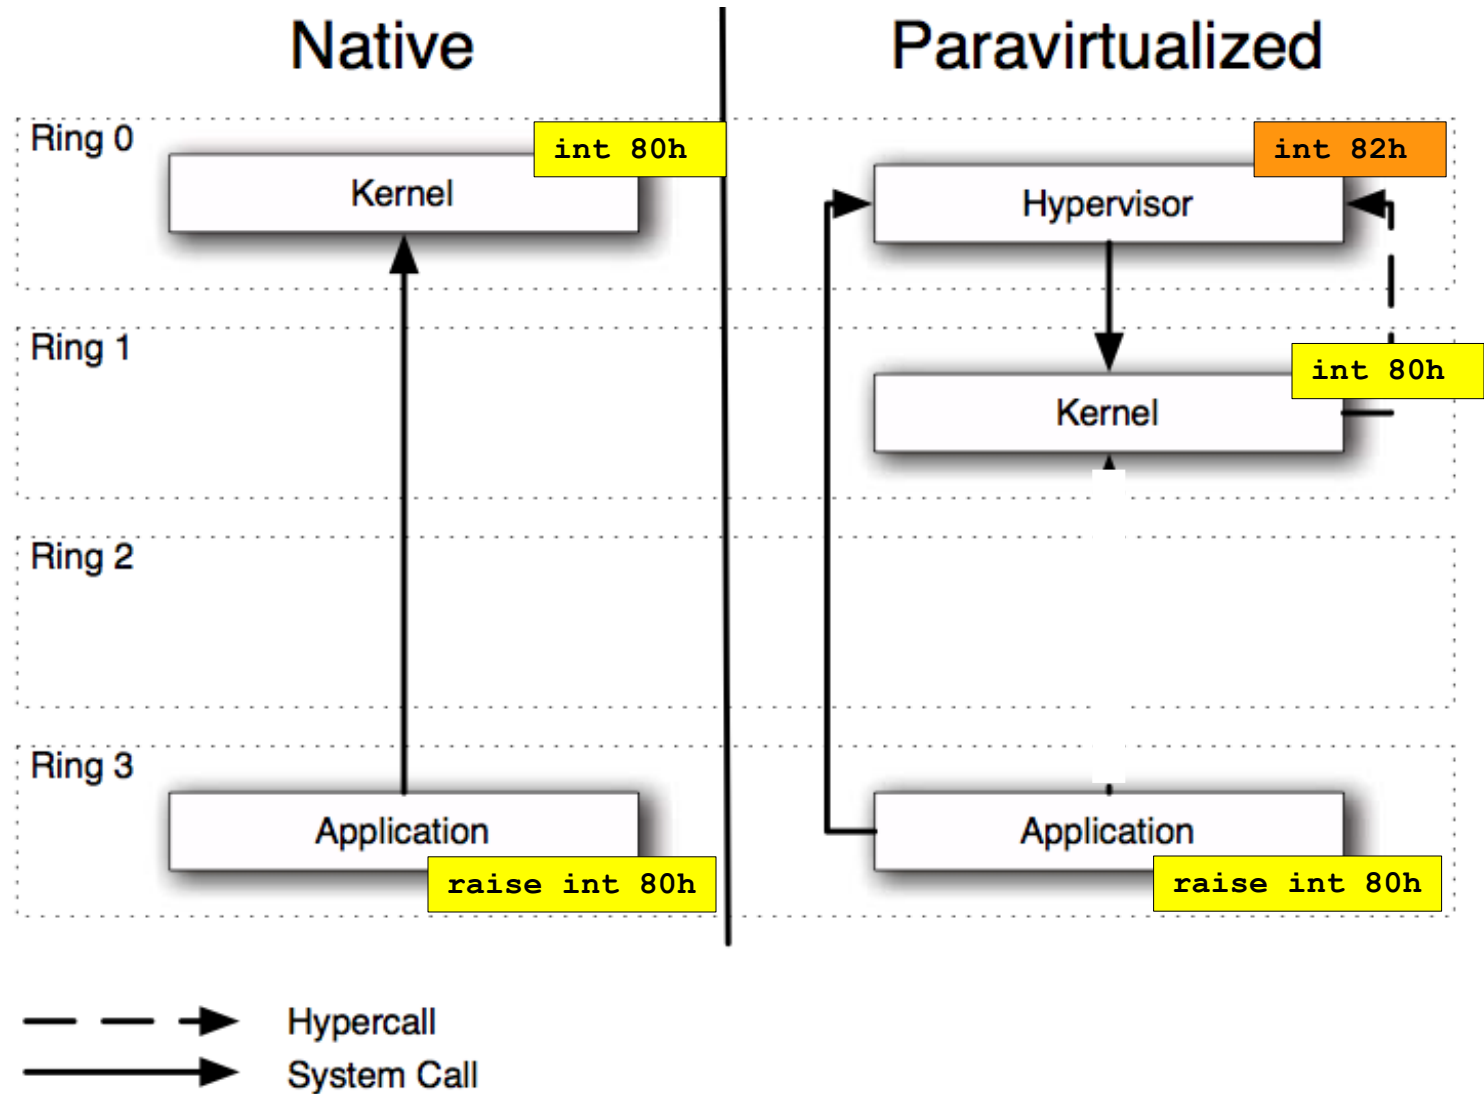 Native
Paravirtualized
Ring 0
int 80h
Kernel
int 82h
Hypervisor
Ring 1
int 80h
Kernel
Ring 2
Ring 3
Application
raise int 80h
Application
raise int 80h
Hypercall
System Call